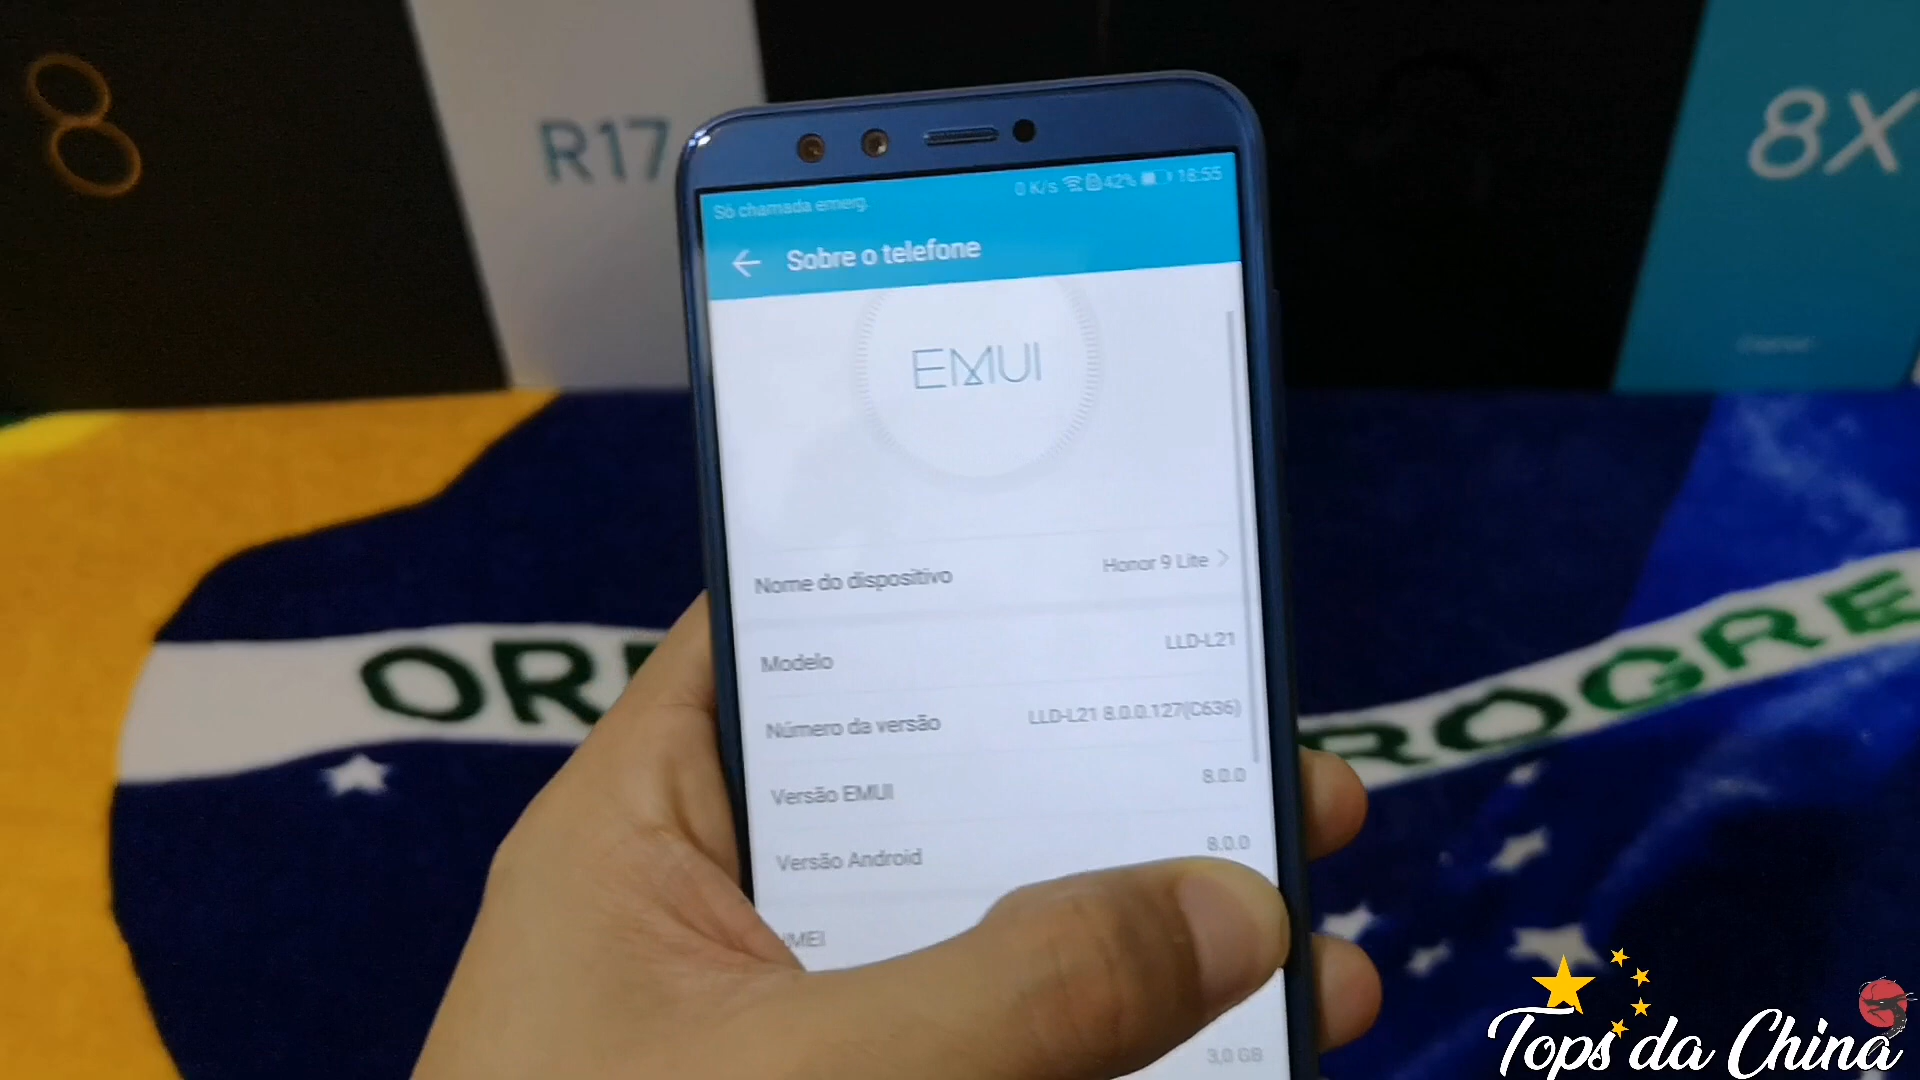 8
R17
8X
Só chamada emerg.
0 K/s 42% 18:55
Sobre o telefone
EMUI
Nome do dispositivo Honor 9 Lite
Modelo LLD-L21
Número da versão LLD-L21 8.0.0.127(C636)
Versão EMUI 8.0.0
Versão Android 8.0.0
IMEI
3,0 GB
ORD
ROGRE
Tops da China